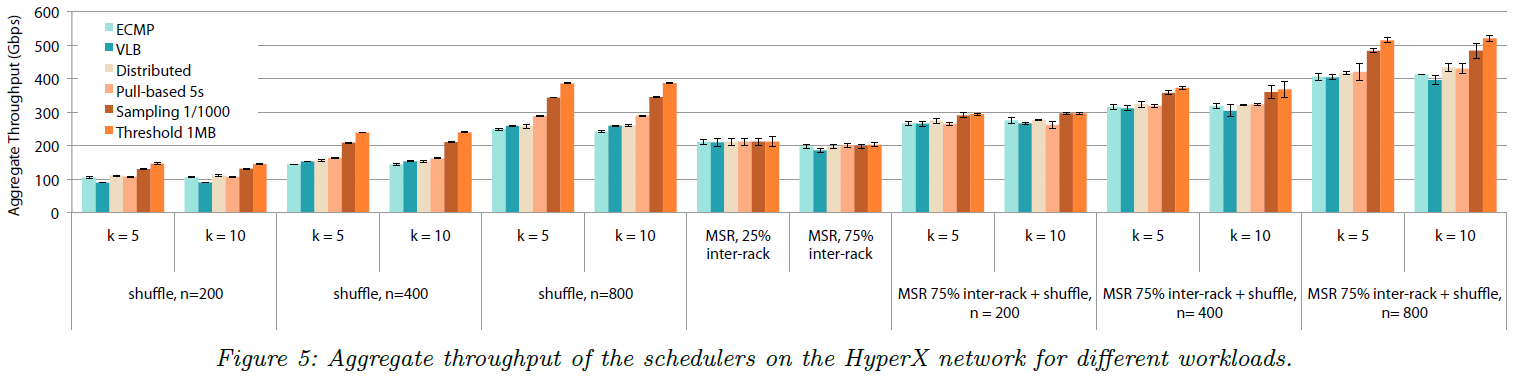 Aggregate Throughput (Gbps)
600
500
400
300
200
100
0
ECMP
VLB
Distributed
Pull-based 5s
Sampling 1/1000
Threshold 1MB
k = 5
k = 10
k = 5
k = 10
k = 5
k = 10
MSR, 25%
inter-rack
MSR, 75%
inter-rack
k = 5
k = 10
k = 5
k = 10
k = 5
k = 10
shuffle, n=200
shuffle, n=400
shuffle, n=800
MSR 75% inter-rack + shuffle,
n = 200
MSR 75% inter-rack + shuffle,
n= 400
MSR 75% inter-rack + shuffle,
n= 800
Figure 5: Aggregate throughput of the schedulers on the HyperX network for different workloads.